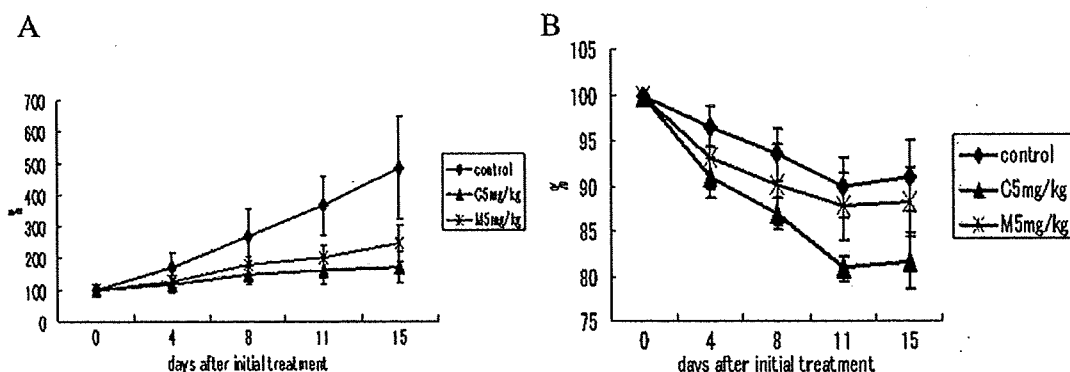 A
700
600
500
400
300
200
100
0
%
0 4 8 11 15
days after initial treatment
control
C5mg/kg
M5mg/kg
B
105
100
95
90
85
80
75
%
0 4 8 11 15
days after initial treatment
control
C5mg/kg
M5mg/kg